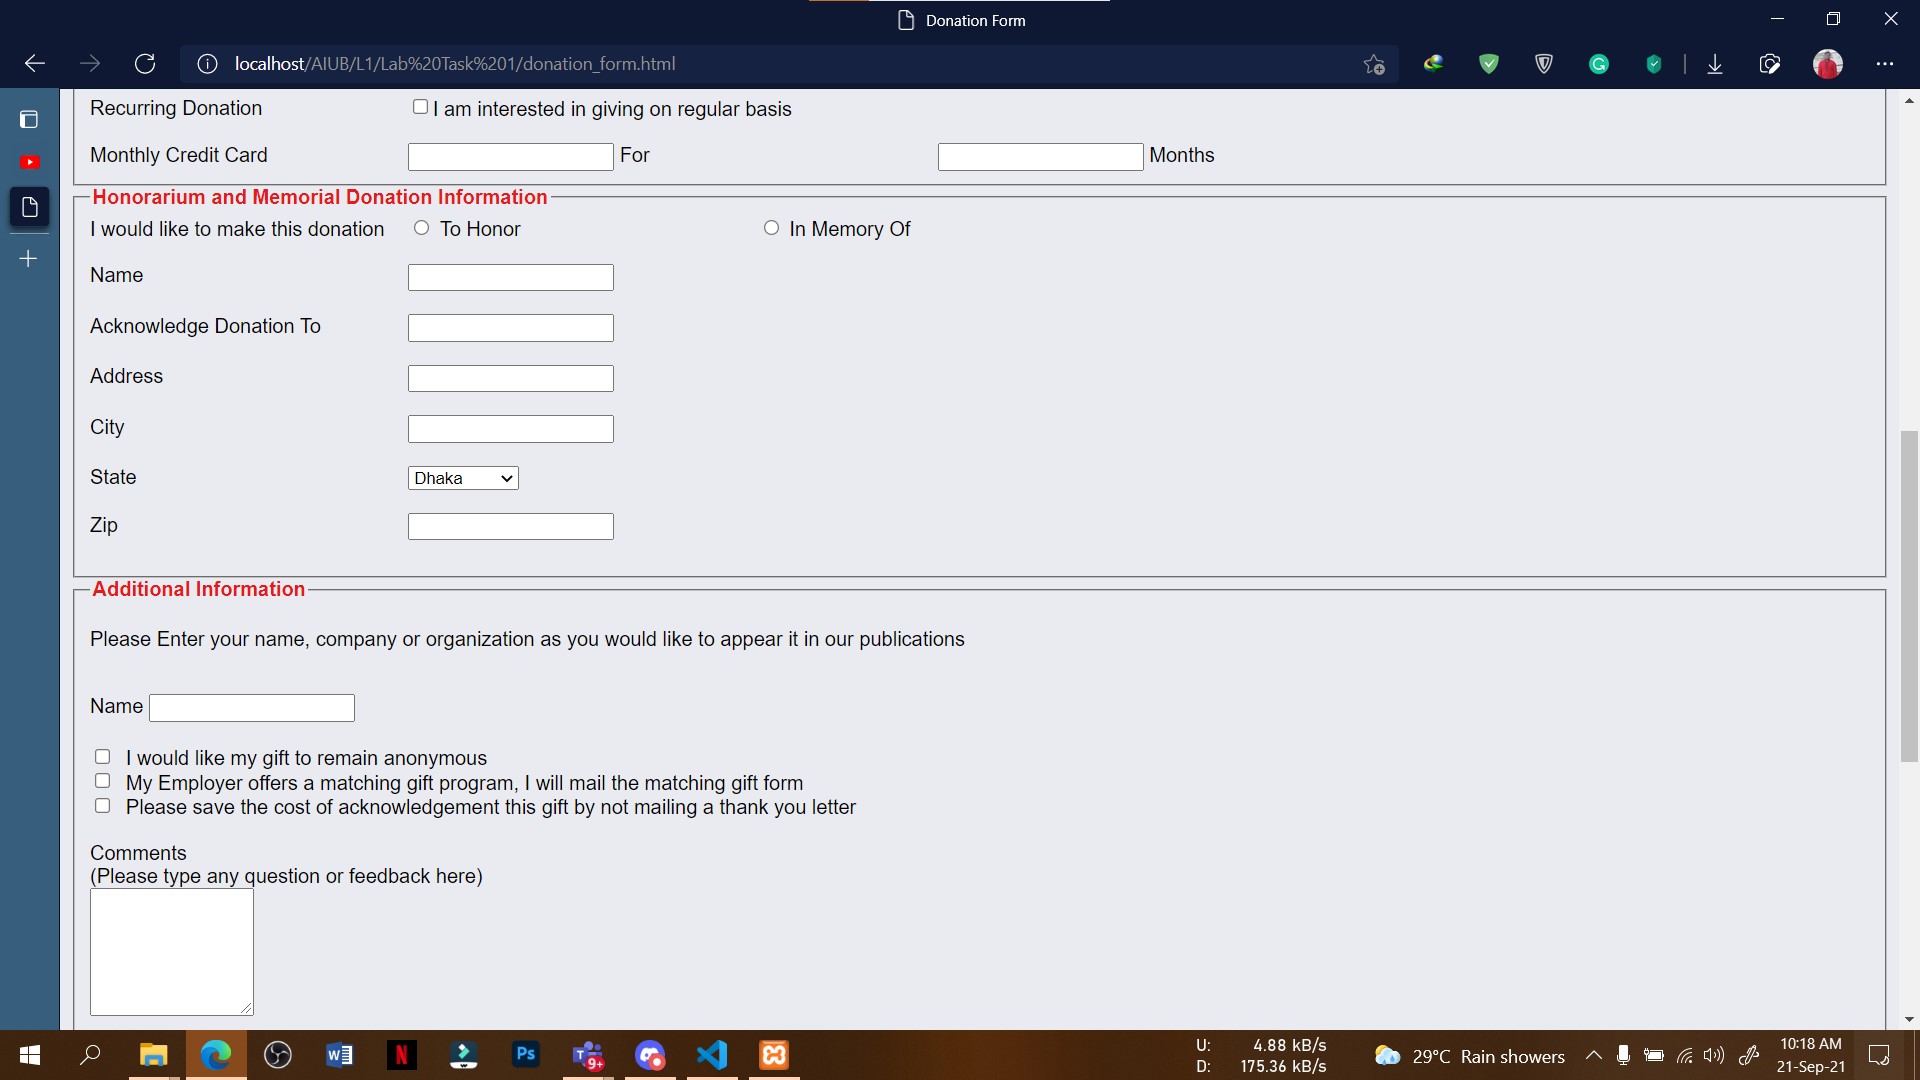 Donation Form
localhost/AIUB/L1/Lab%20Task%201/donation_form.html
Recurring Donation I am interested in giving on regular basis
Monthly Credit Card For Months
Honorarium and Memorial Donation Information
I would like to make this donation To Honor In Memory Of
Name
Acknowledge Donation To
Address
City
State Dhaka
Zip
Additional Information
Please Enter your name, company or organization as you would like to appear it in our publications
Name
I would like my gift to remain anonymous
My Employer offers a matching gift program, I will mail the matching gift form
Please save the cost of acknowledgement this gift by not mailing a thank you letter
Comments
(Please type any question or feedback here)
U: 4.88 kB/s
D: 175.36 kB/s
29°C Rain showers
10:18 AM
21-Sep-21
Ps
N
W
T
9+
G